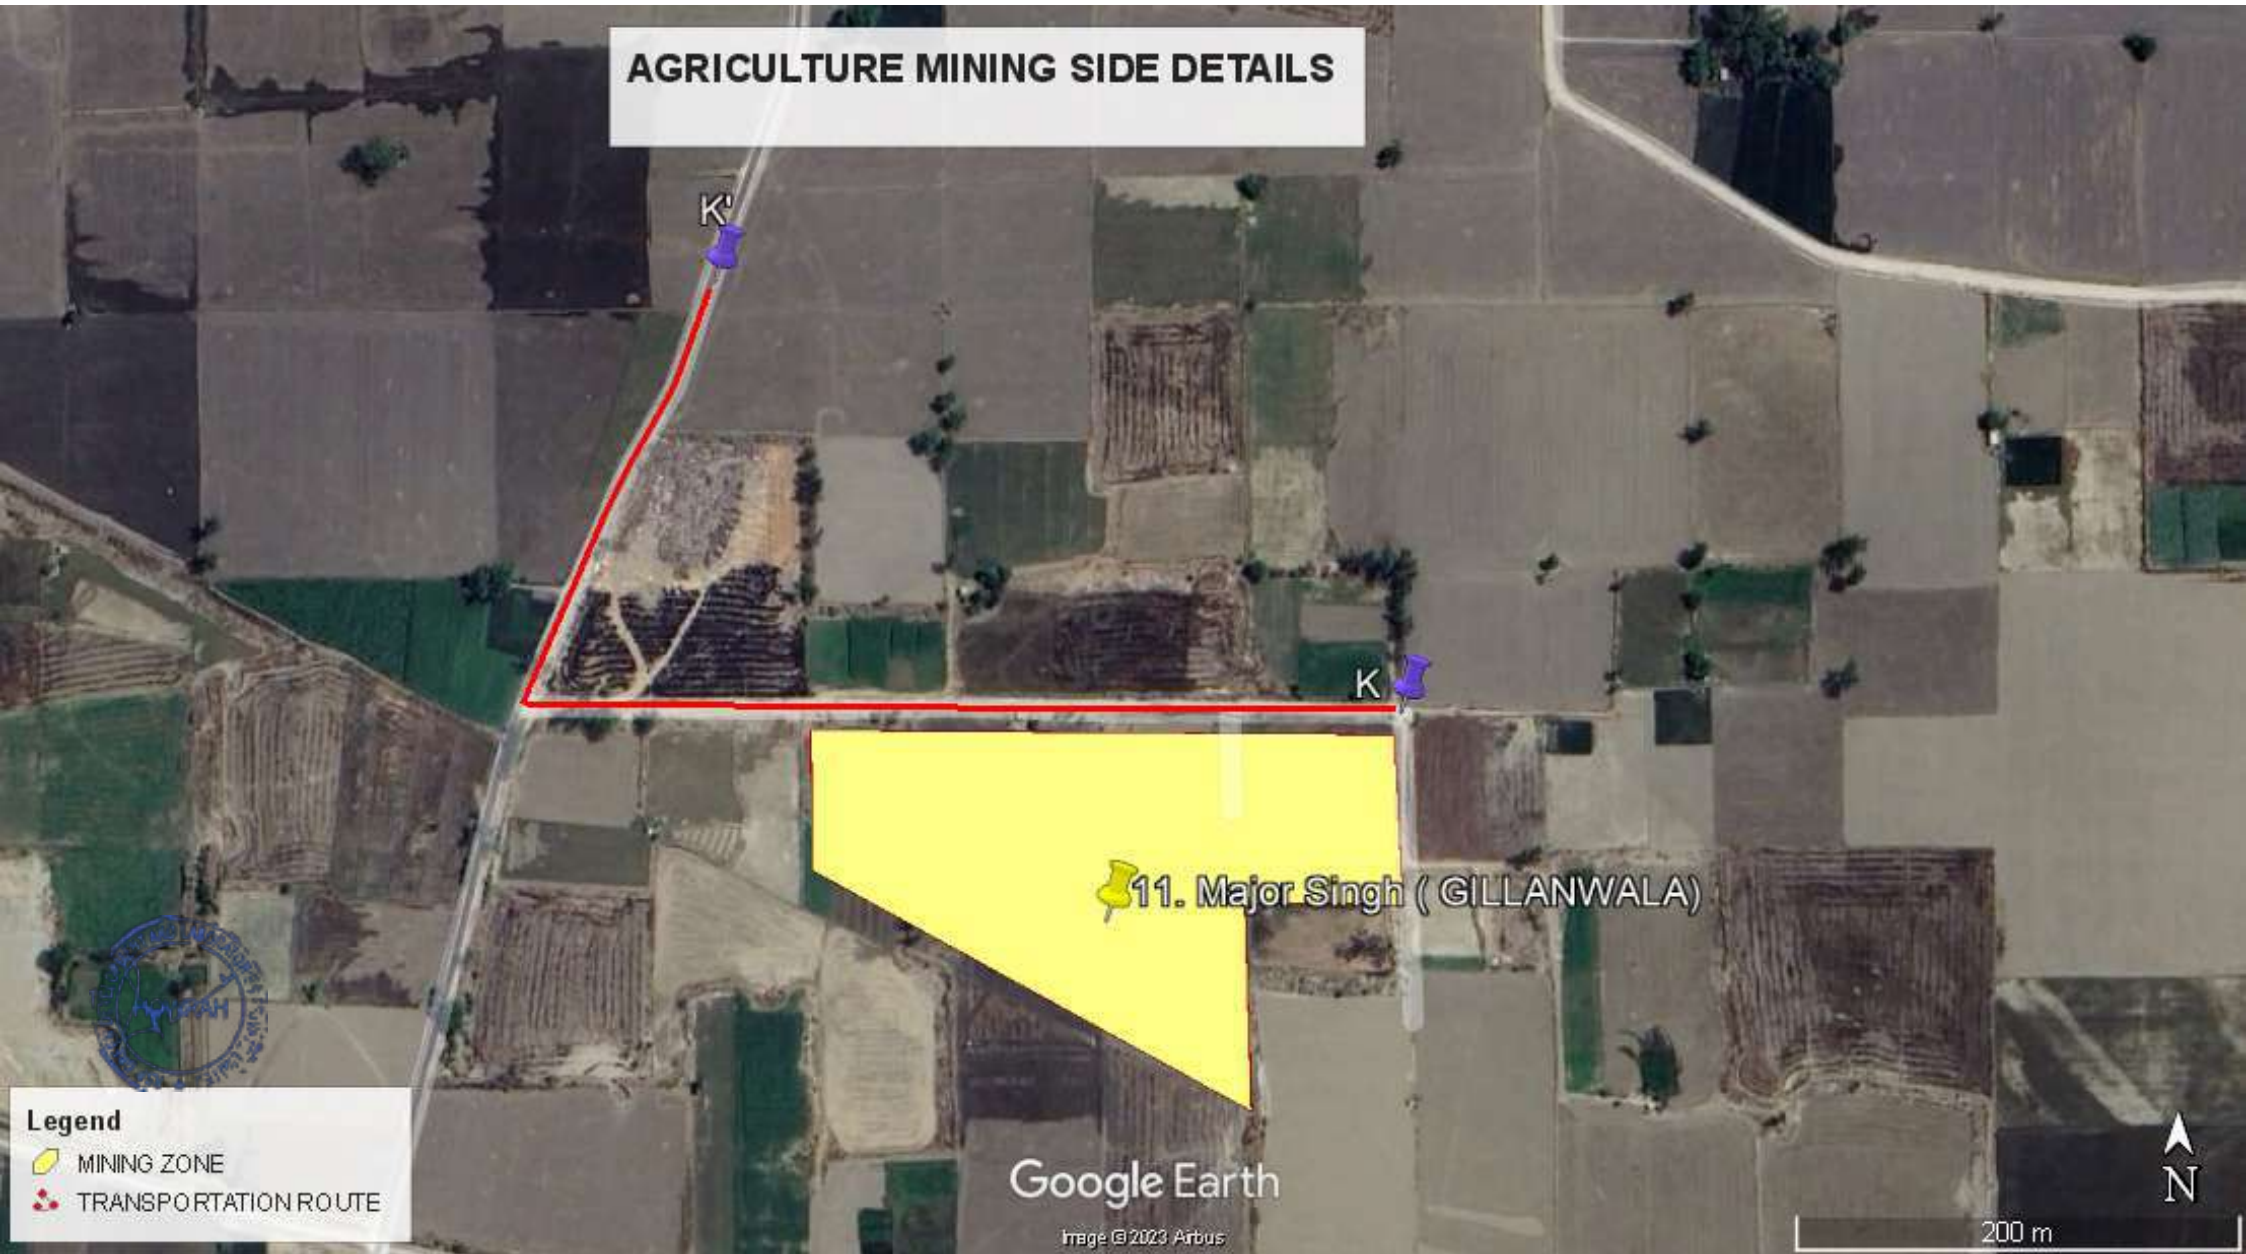 AGRICULTURE MINING SIDE DETAILS
K'
K
11. Major Singh ( GILLANWALA)
Legend
MINING ZONE
TRANSPORTATION ROUTE
Google Earth
Image © 2023 Airbus
N
200 m